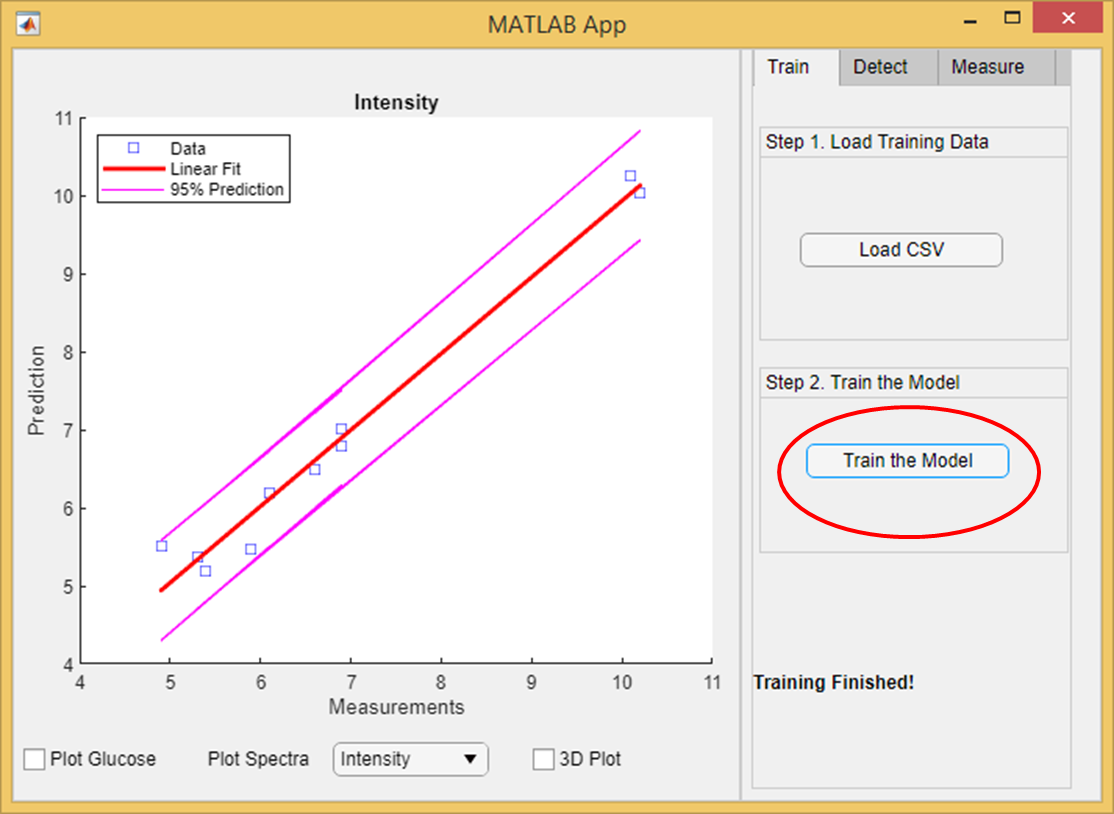 MATLAB App
Train Detect Measure
Intensity
Data
Linear Fit
95% Prediction
11
10
9
8
7
6
5
4
Prediction
4 5 6 7 8 9 10 11
Measurements
Plot Glucose Plot Spectra Intensity 3D Plot
Step 1. Load Training Data
Load CSV
Step 2. Train the Model
Train the Model
Training Finished!